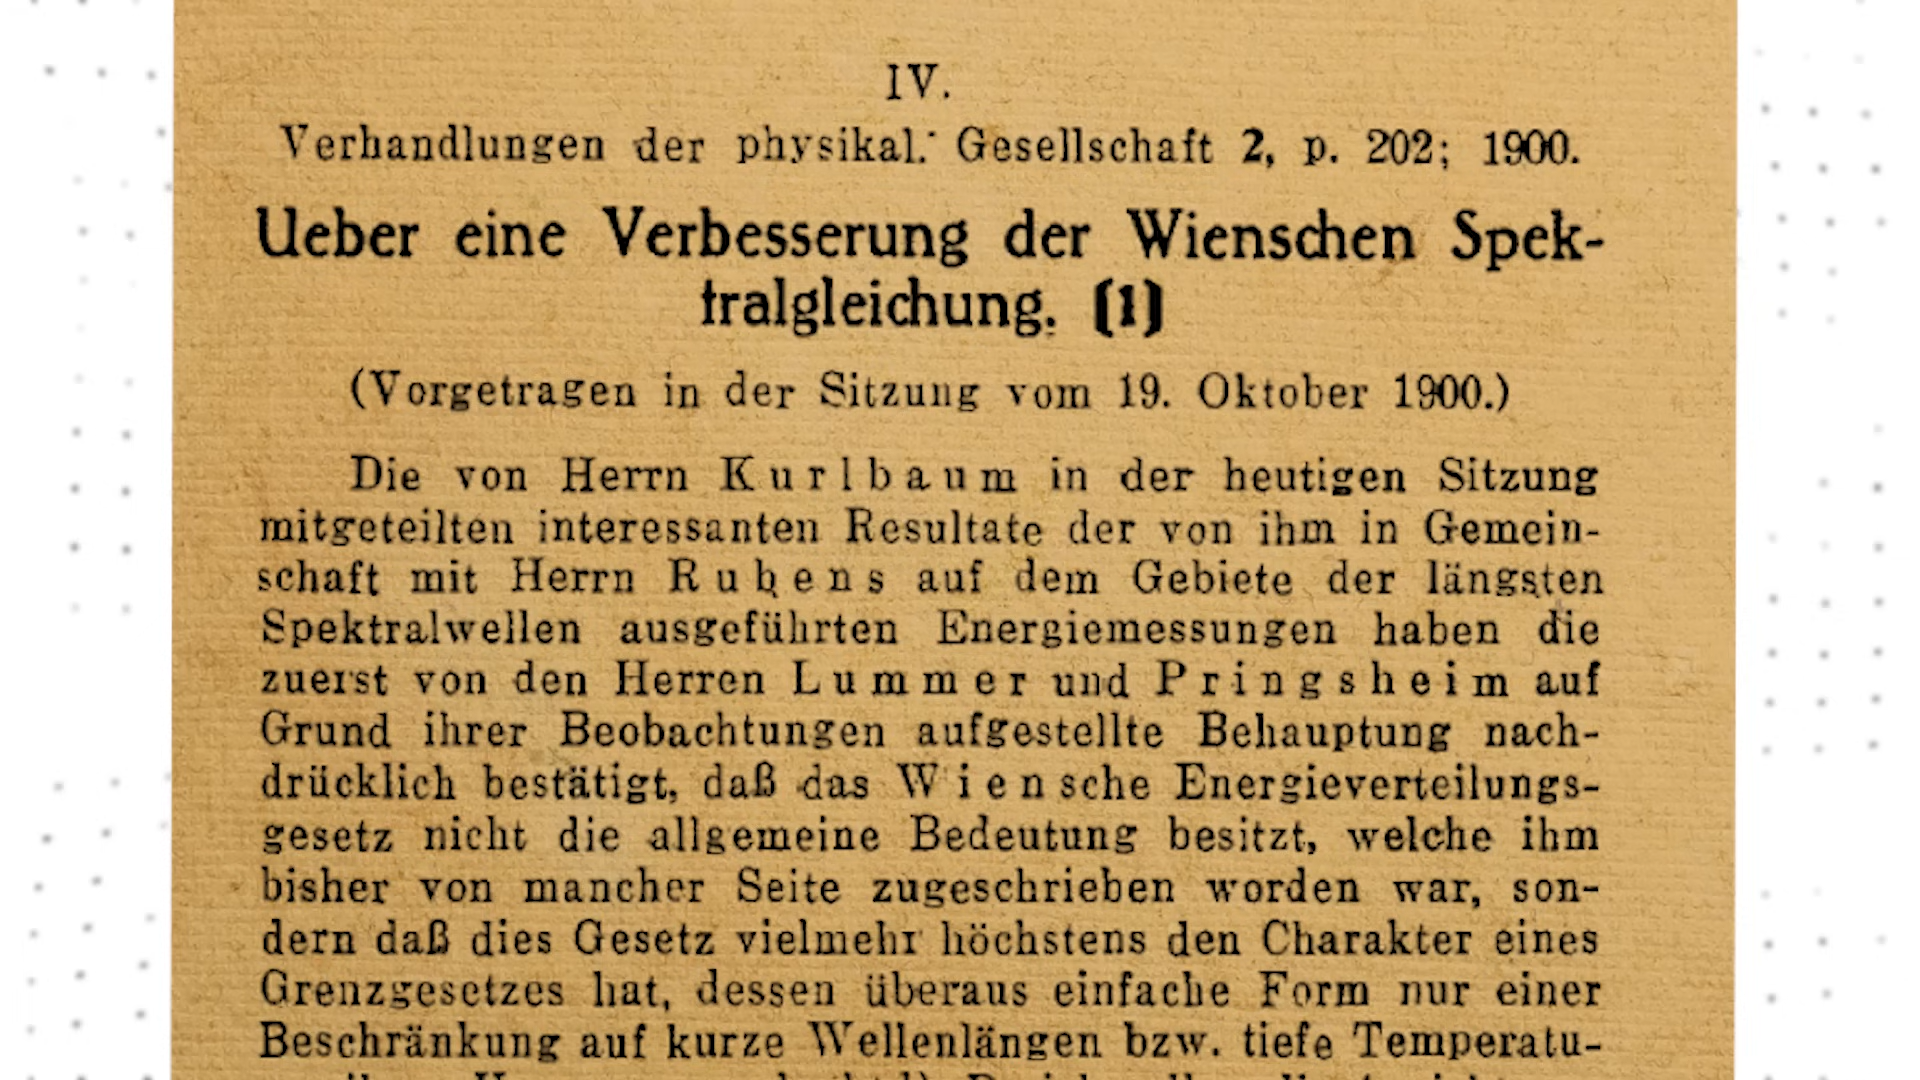 IV.
Verhandlungen der physikal. Gesellschaft 2, p. 202; 1900.
Ueber eine Verbesserung der Wienschen Spek-
tralgleichung. (1)
(Vorgetragen in der Sitzung vom 19. Oktober 1900.)
Die von Herrn Kurlbaum in der heutigen Sitzung
mitgeteilten interessanten Resultate der von ihm in Gemein-
schaft mit Herrn Rubens auf dem Gebiete der längsten
Spektralwellen ausgeführten Energiemessungen haben die
zuerst von den Herren Lummer und Pringsheim auf
Grund ihrer Beobachtungen aufgestellte Behauptung nach-
drücklich bestätigt, daß das Wiensche Energieverteilungs-
gesetz nicht die allgemeine Bedeutung besitzt, welche ihm
bisher von mancher Seite zugeschrieben worden war, son-
dern daß dies Gesetz vielmehr höchstens den Charakter eines
Grenzgesetzes hat, dessen überaus einfache Form nur einer
Beschränkung auf kurze Wellenlängen bzw. tiefe Temperatu-